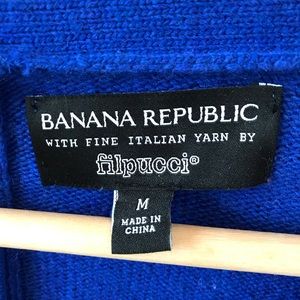 BANANA REPUBLIC
WITH FINE ITALIAN YARN BY
filpucci®
M
MADE IN
CHINA